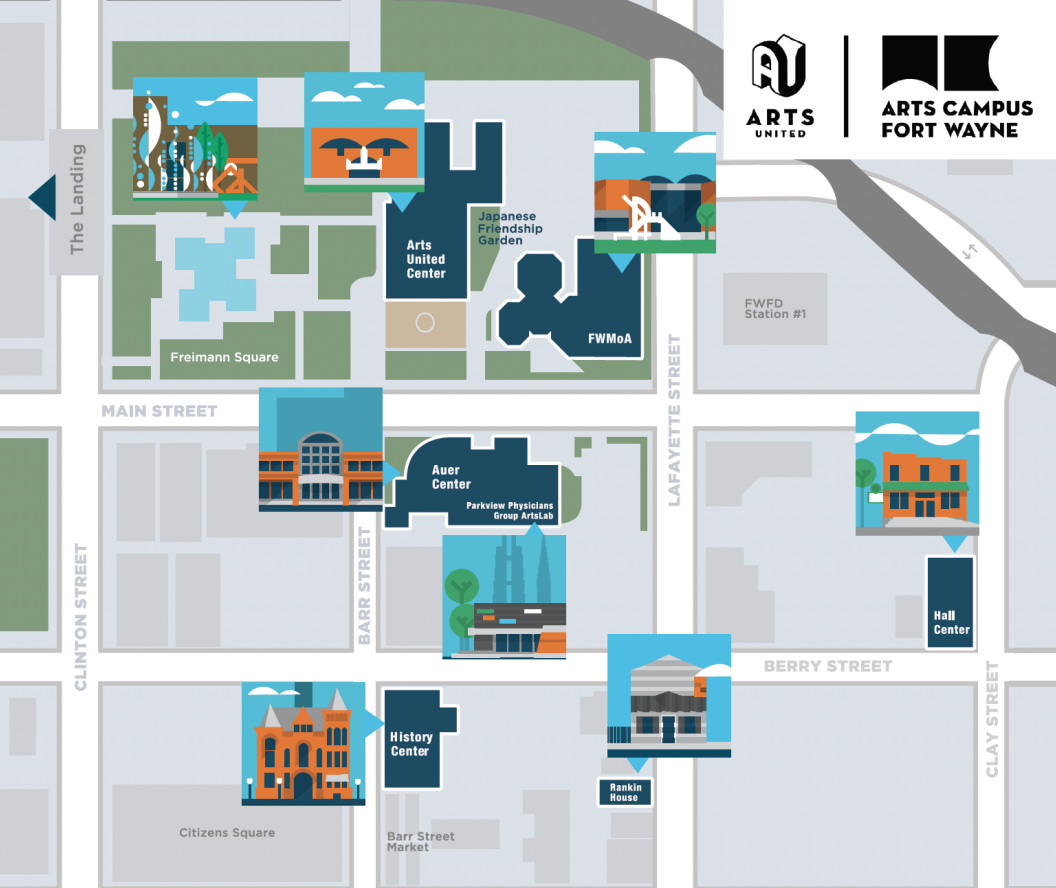 ARTS
UNITED
ARTS CAMPUS
FORT WAYNE
The Landing
Japanese
Friendship
Garden
Arts
United
Center
FWMoA
FWFD
Station #1
Freimann Square
MAIN STREET
LAFAYETTE STREET
Auer
Center
Parkview Physicians
Group ArtsLab
CLINTON STREET
BARR STREET
Hall
Center
BERRY STREET
CLAY STREET
History
Center
Rankin
House
Citizens Square
Barr Street
Market